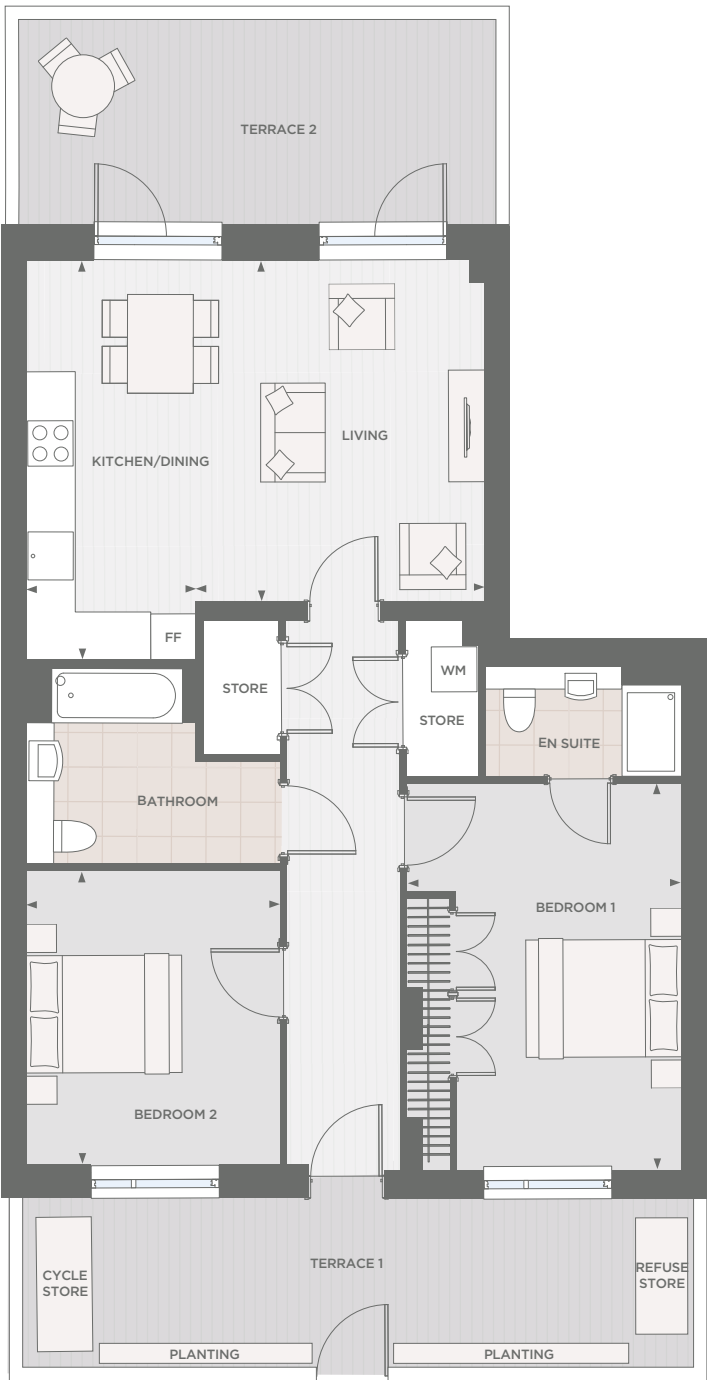 TERRACE 2
LIVING
KITCHEN/DINING
FF
STORE
WM
STORE
EN SUITE
BATHROOM
BEDROOM 1
BEDROOM 2
TERRACE 1
CYCLE
STORE
REFUSE
STORE
PLANTING
PLANTING